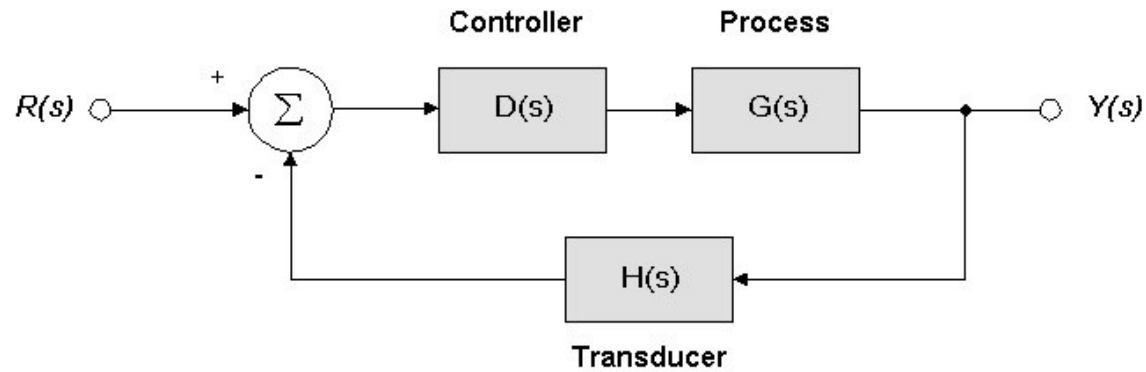 Controller Process
+
R(s) Σ D(s) G(s) Y(s)
-
H(s)
Transducer